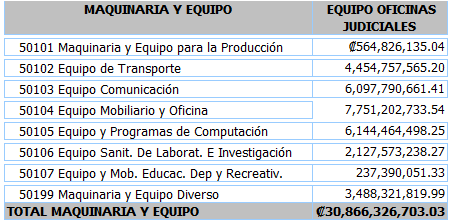 MAQUINARIA Y EQUIPO EQUIPO OFICINAS JUDICIALES
50101 Maquinaria y Equipo para la Producción ₡564,826,135.04
50102 Equipo de Transporte 4,454,757,565.20
50103 Equipo Comunicación 6,097,790,661.41
50104 Equipo Mobiliario y Oficina 7,751,202,733.54
50105 Equipo y Programas de Computación 6,144,464,498.25
50106 Equipo Sanit. De Laborat. E Investigación 2,127,573,238.27
50107 Equipo y Mob. Educac. Dep y Recreativ. 237,390,051.33
50199 Maquinaria y Equipo Diverso 3,488,321,819.99
TOTAL MAQUINARIA Y EQUIPO ₡30,866,326,703.03